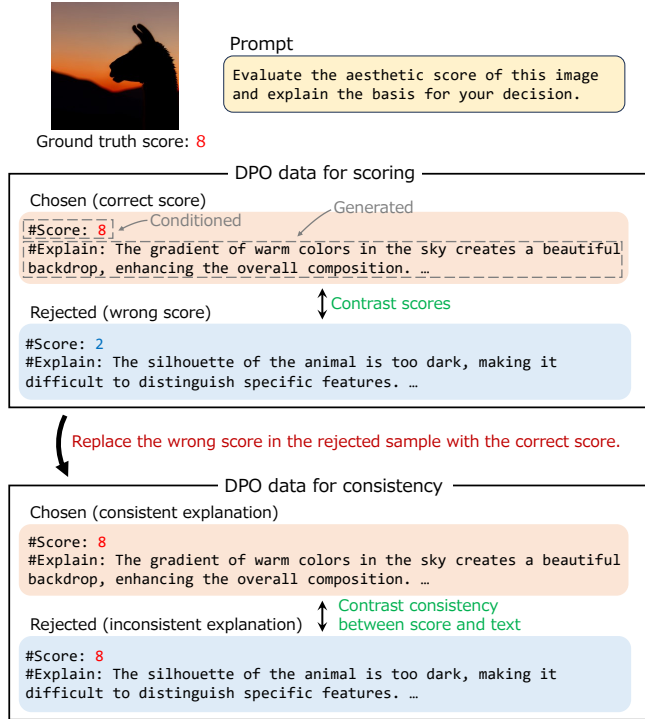 Prompt
Evaluate the aesthetic score of this image
and explain the basis for your decision.
Ground truth score: 8
DPO data for scoring
Chosen (correct score)
Conditioned
Generated
#Score: 8
#Explain: The gradient of warm colors in the sky creates a beautiful
backdrop, enhancing the overall composition. …
Contrast scores
Rejected (wrong score)
#Score: 2
#Explain: The silhouette of the animal is too dark, making it
difficult to distinguish specific features. …
Replace the wrong score in the rejected sample with the correct score.
DPO data for consistency
Chosen (consistent explanation)
#Score: 8
#Explain: The gradient of warm colors in the sky creates a beautiful
backdrop, enhancing the overall composition. …
Contrast consistency
between score and text
Rejected (inconsistent explanation)
#Score: 8
#Explain: The silhouette of the animal is too dark, making it
difficult to distinguish specific features. …